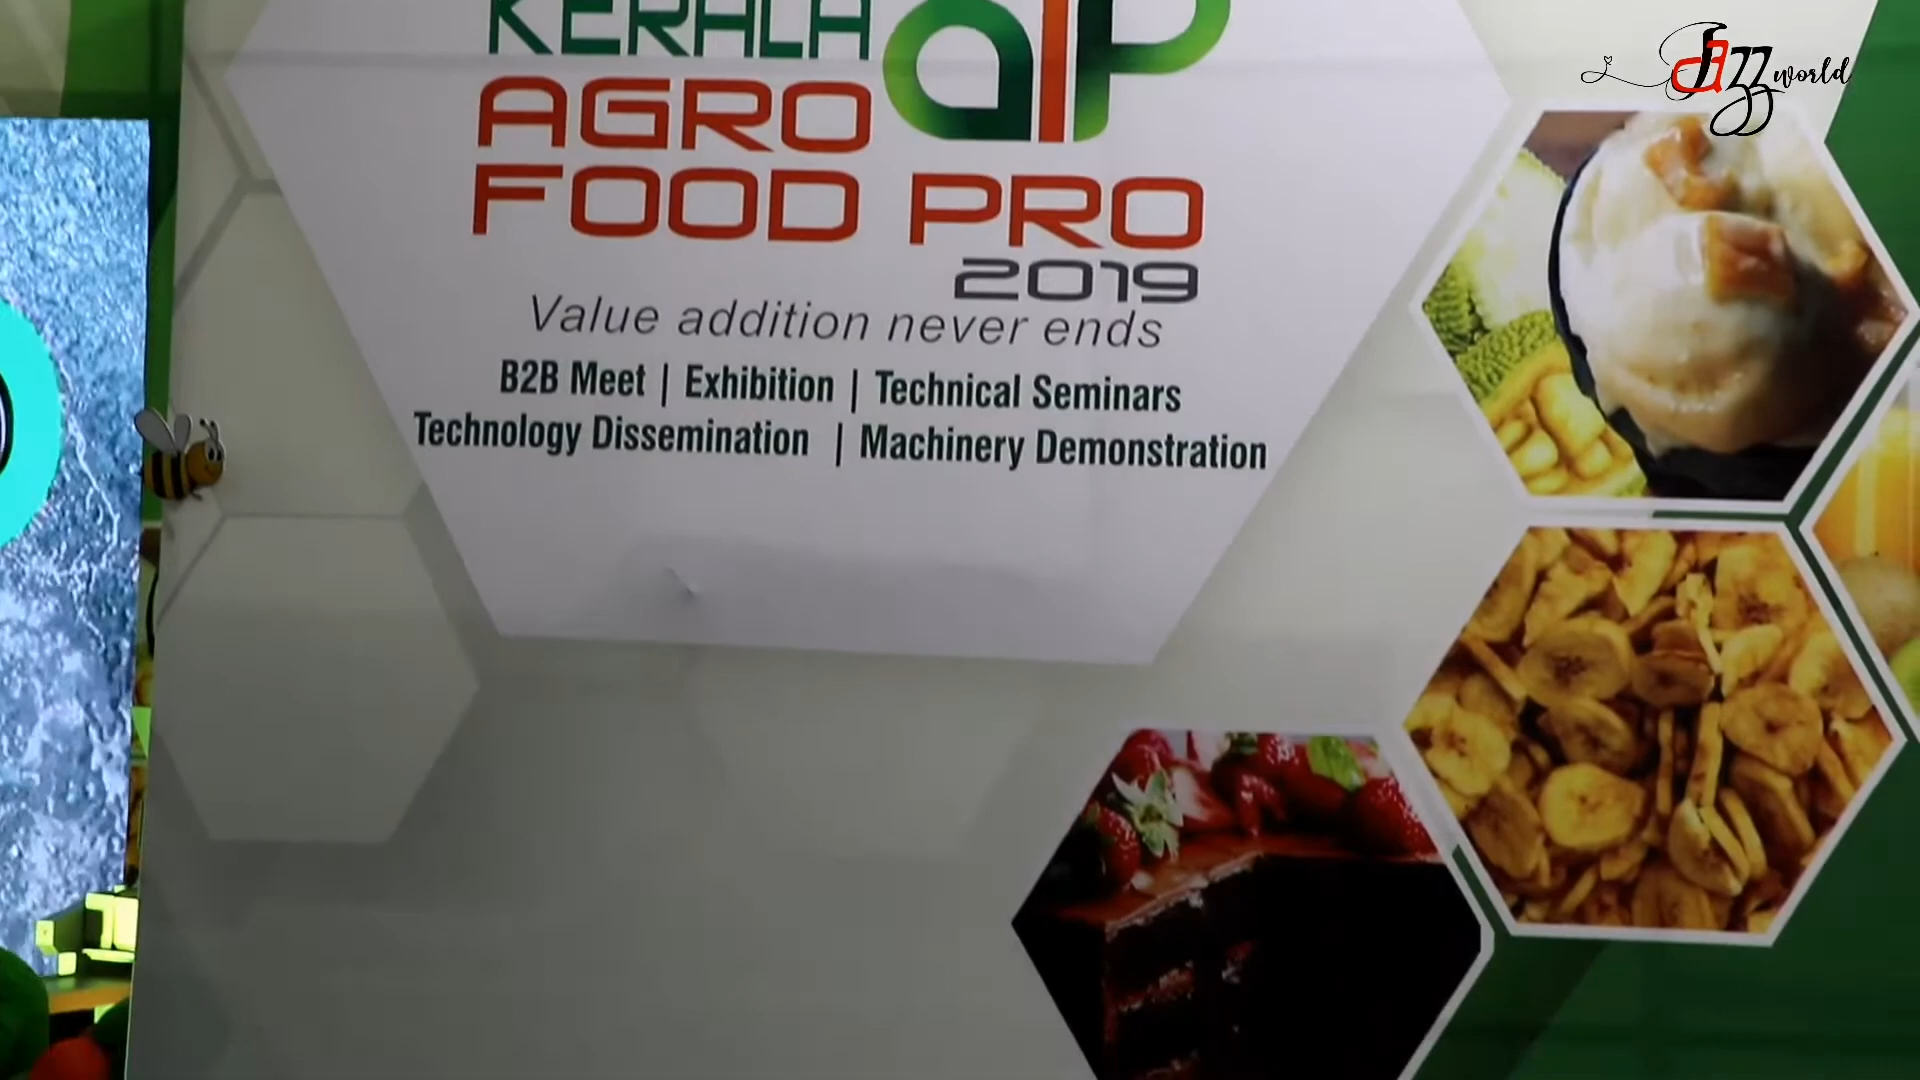 KERALA
AGRO
FOOD PRO
2019
Value addition never ends
B2B Meet | Exhibition | Technical Seminars
Technology Dissemination | Machinery Demonstration
Jazz world